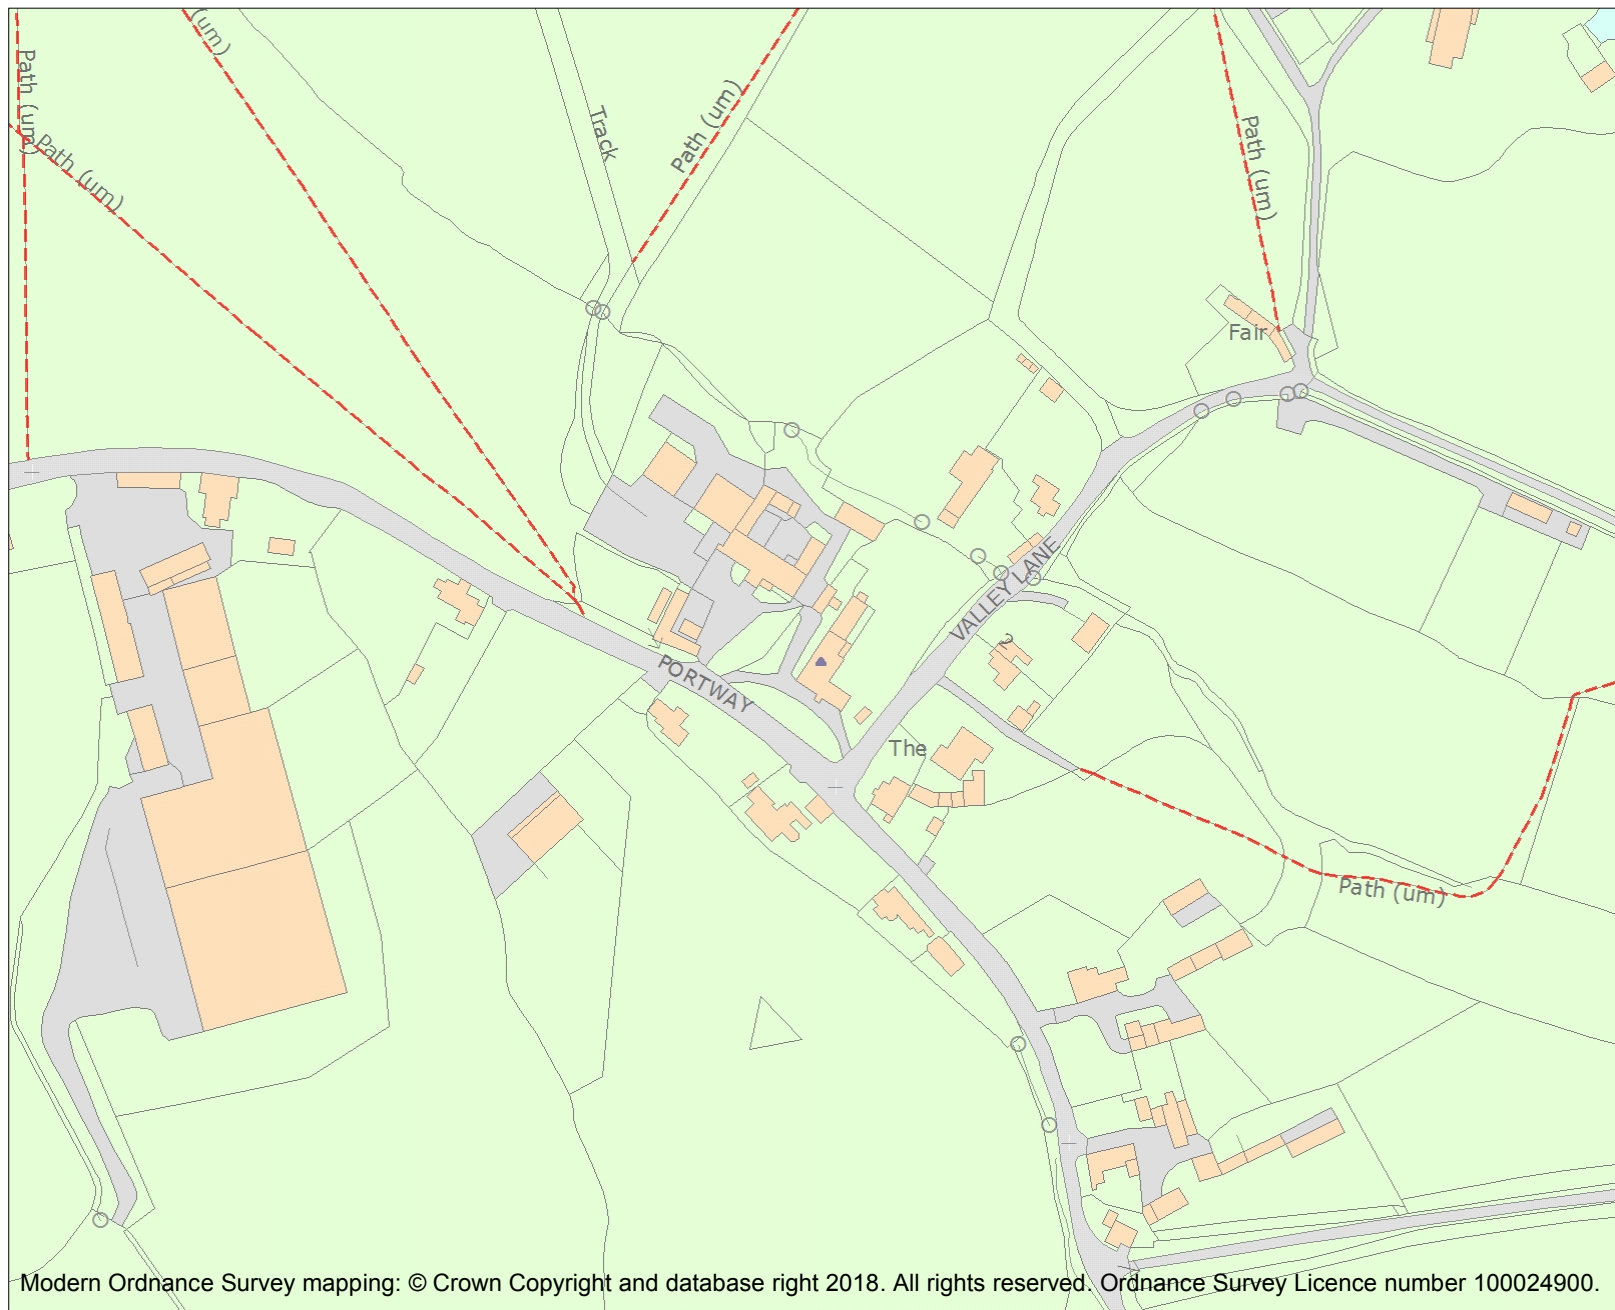 (um)
Path (um)
Path (um)
Track
Path (um)
Path (um)
Fair
VALLEY LANE
2
PORTWAY
The
Path (um)
Modern Ordnance Survey mapping: © Crown Copyright and database right 2018. All rights reserved. Ordnance Survey Licence number 100024900.